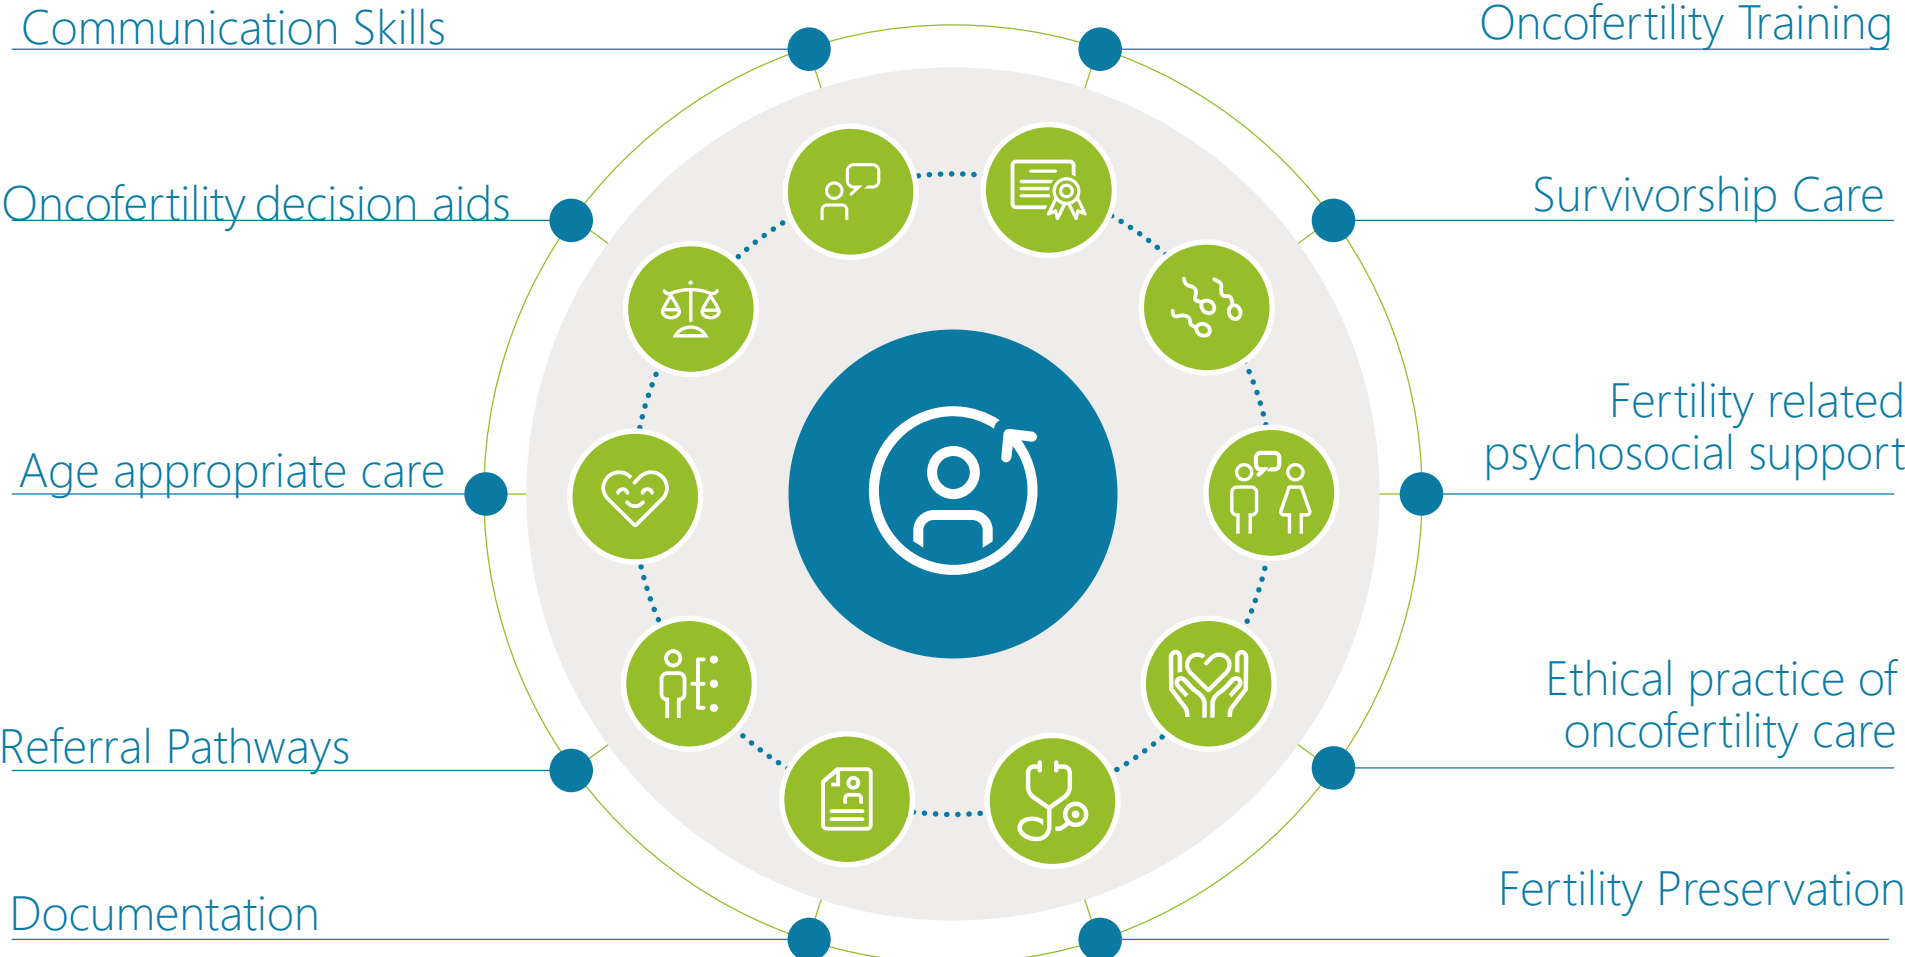 Communication Skills
Oncofertility Training
Oncofertility decision aids
Survivorship Care
Age appropriate care
Fertility related
psychosocial support
Referral Pathways
Ethical practice of
oncofertility care
Documentation
Fertility Preservation